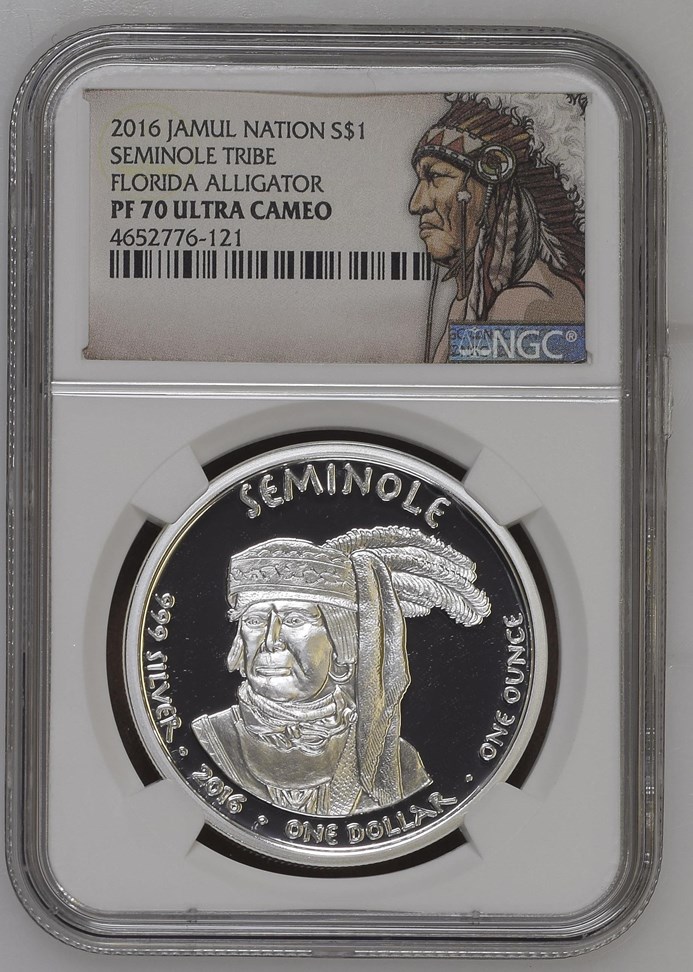 2016 JAMUL NATION S$1
SEMINOLE TRIBE
FLORIDA ALLIGATOR
PF 70 ULTRA CAMEO
4652776-121
NGC®
SEMINOLE
999 SILVER • 2016 • ONE DOLLAR • ONE OUNCE